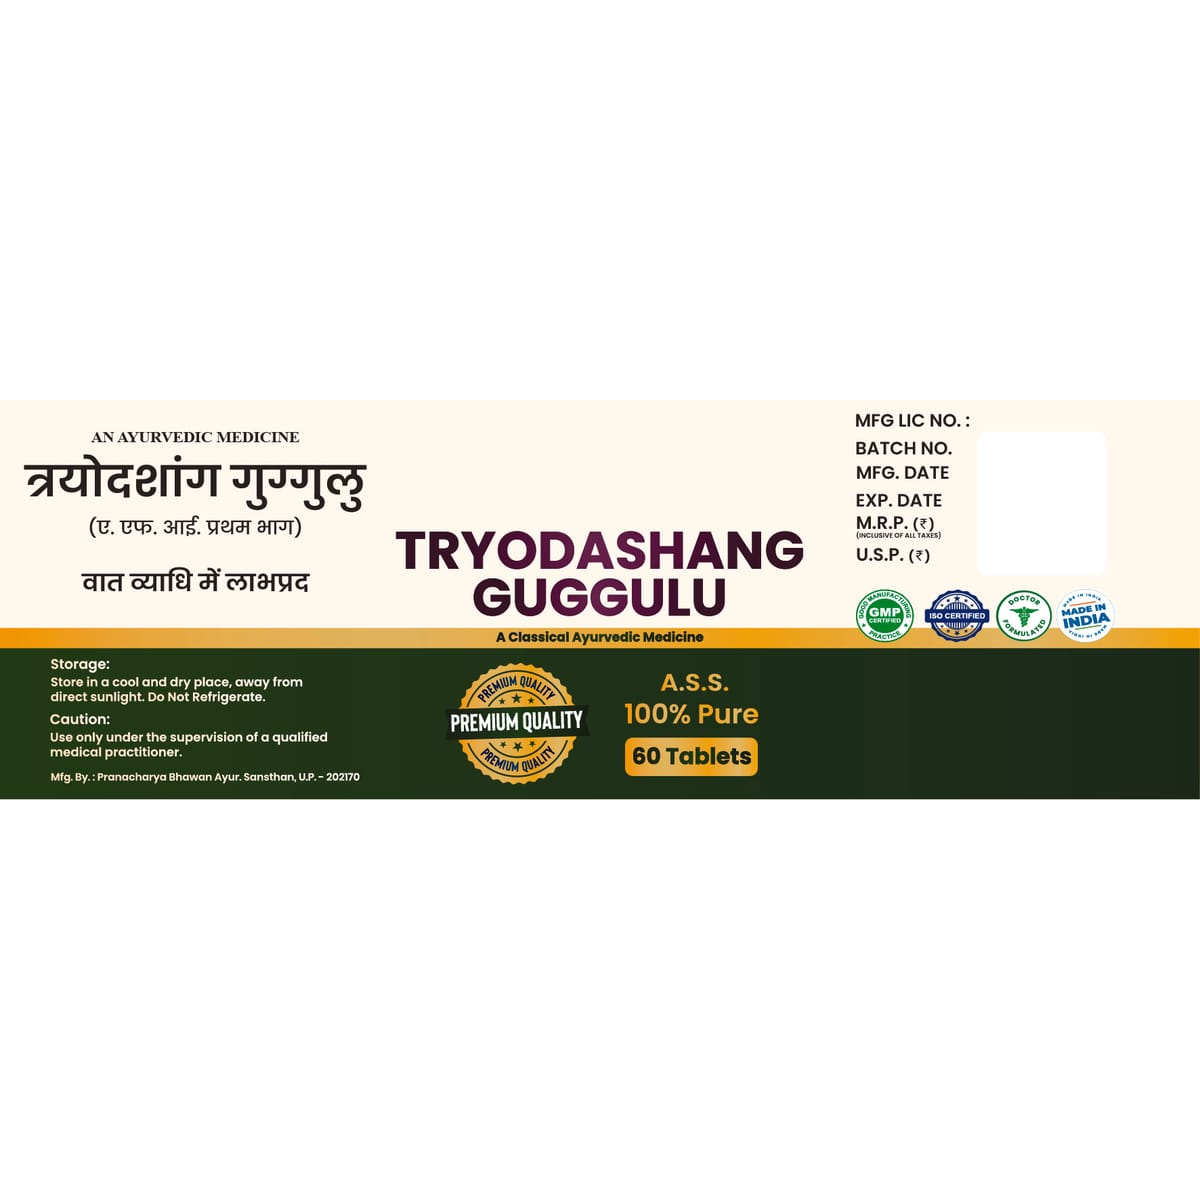 AN AYURVEDIC MEDICINE
त्रयोदशांग गुग्गुलु
(ए. एफ. आई. प्रथम भाग)
वात व्याधि में लाभप्रद
Storage:
Store in a cool and dry place, away from
direct sunlight. Do Not Refrigerate.
Caution:
Use only under the supervision of a qualified
medical practitioner.
Mfg. By. : Pranacharya Bhawan Ayur. Sansthan, U.P. - 202170
TRYODASHANG
GUGGULU
A Classical Ayurvedic Medicine
PREMIUM QUALITY
PREMIUM QUALITY
PREMIUM QUALITY
A.S.S.
100% Pure
60 Tablets
MFG LIC NO. :
BATCH NO.
MFG. DATE
EXP. DATE
M.R.P. (₹)
(INCLUSIVE OF ALL TAXES)
U.S.P. (₹)
GOOD MANUFACTURING
GMP
CERTIFIED
PRACTICE
ISO CERTIFIED
DOCTOR
FORMULATED
MADE IN INDIA
MADE IN
INDIA